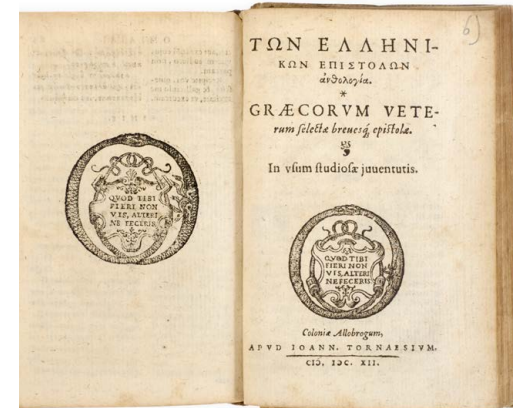 QVOD TIBI
FIERI NON
VIS, ALTERI
NE FECERIS
6)
ΤΩΝ ΕΛΛΗΝΙ-
ΚΩΝ ΕΠΙΣΤΟΛΩΝ
ἀνθολογία.
*
GRÆCORVM VETE-
rum selectæ breuesq́; epistolæ.
In vsum studiosæ juuentutis.
QVOD TIBI
FIERI NON
VIS, ALTERI
NE FECERIS
Coloniæ Allobrogum,
APVD IOANN. TORNAESIVM.
CIↃ. IↃC. XII.